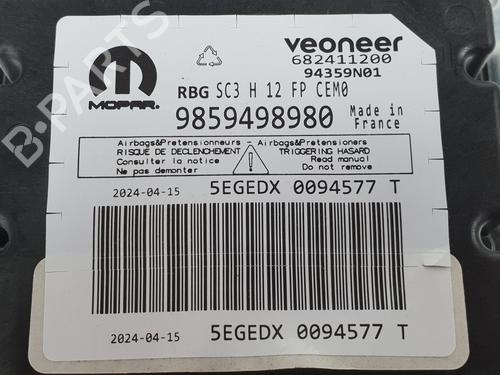 MOPAR.
veoneer
682411200
94359N01
RBG SC3 H 12 FP CEM0
9859498980
Made in
France
Airbags&Pretensionneurs - Airbags&Pretensioners
RISQUE DE DECLENCHEMENT
TRIGGERING HASARD
Consulter la notice
Read manual
Ne pas demonter
Do not remove
2024-04-15
5EGEDX 0094577 T
2024-04-15
5EGEDX 0094577 T
B-PARTS